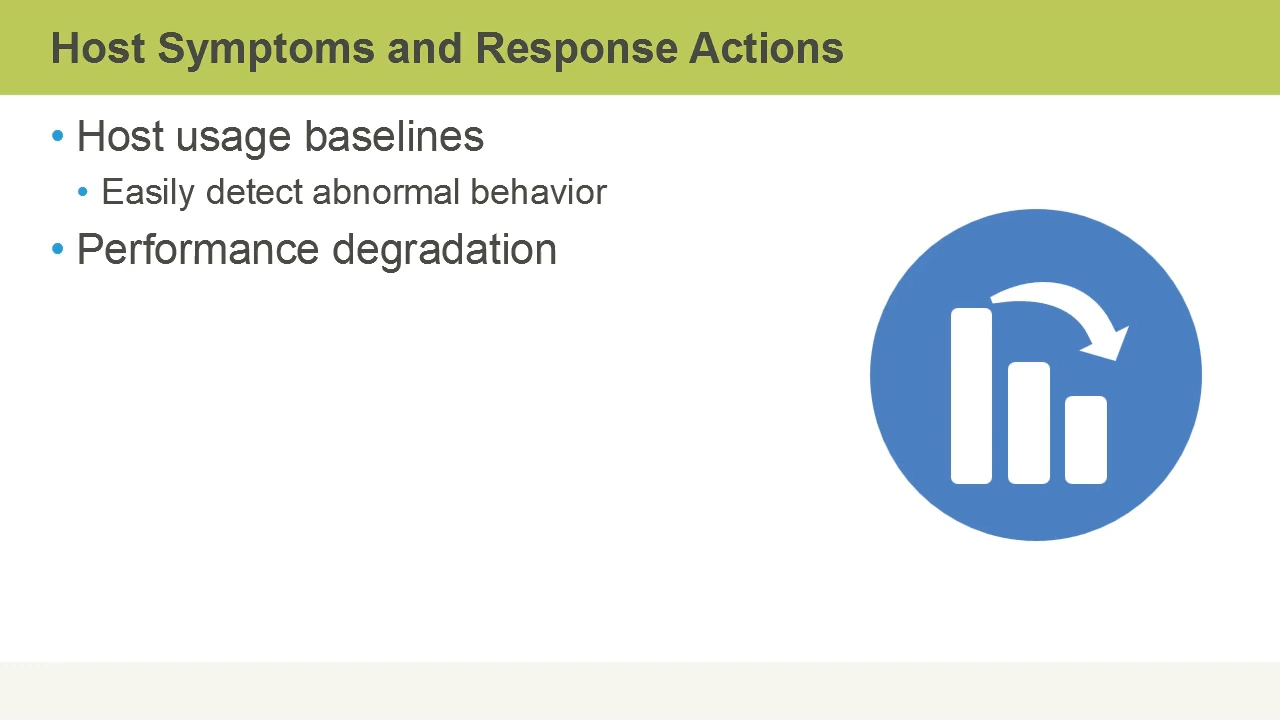 Host Symptoms and Response Actions
• Host usage baselines
• Easily detect abnormal behavior
• Performance degradation